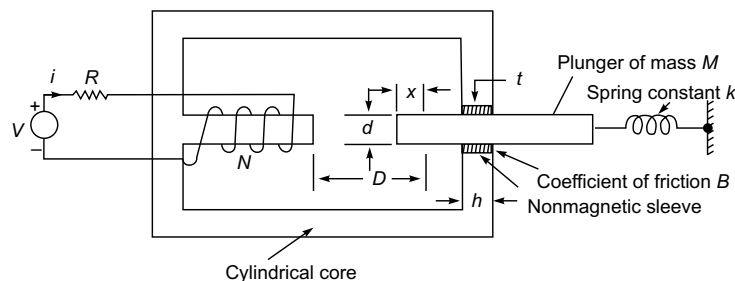 i
R
+
V
−
N
x
t
d
D
h
Plunger of mass M
Spring constant k
Coefficient of friction B
Nonmagnetic sleeve
Cylindrical core